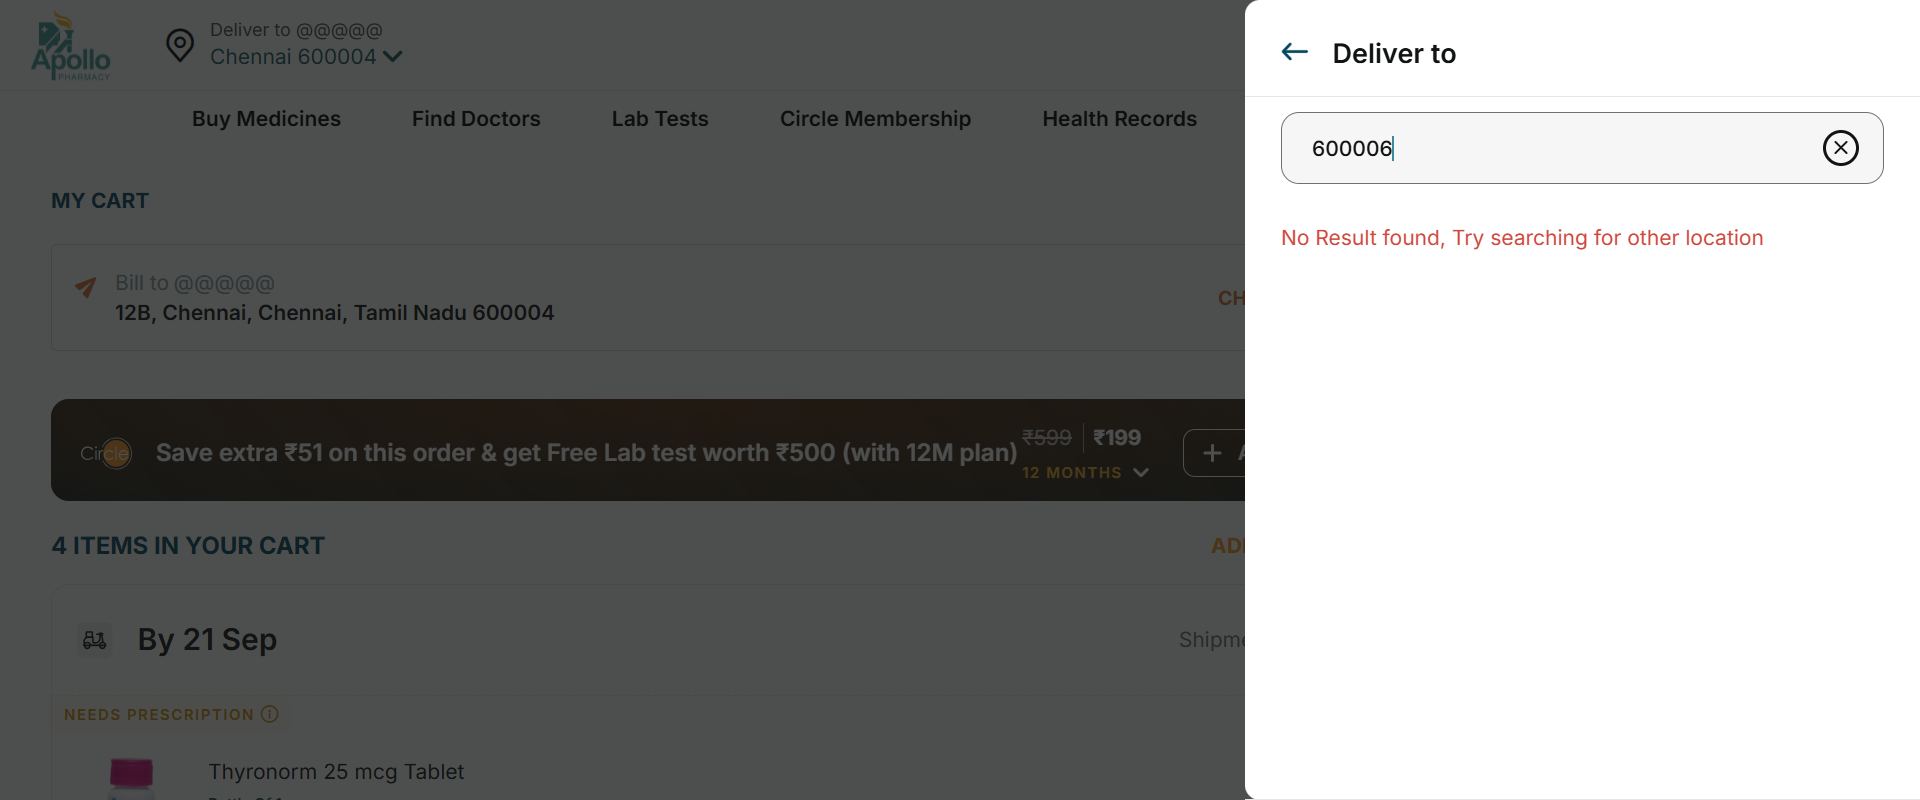 Apollo
PHARMACY
Deliver to @@@@@
Chennai 600004
Buy Medicines
Find Doctors
Lab Tests
Circle Membership
Health Records
MY CART
Bill to @@@@@
12B, Chennai, Chennai, Tamil Nadu 600004
Circle
Save extra ₹51 on this order & get Free Lab test worth ₹500 (with 12M plan)
₹599 ₹199
12 MONTHS
4 ITEMS IN YOUR CART
By 21 Sep
NEEDS PRESCRIPTION
Thyronorm 25 mcg Tablet
Deliver to
600006
No Result found, Try searching for other location